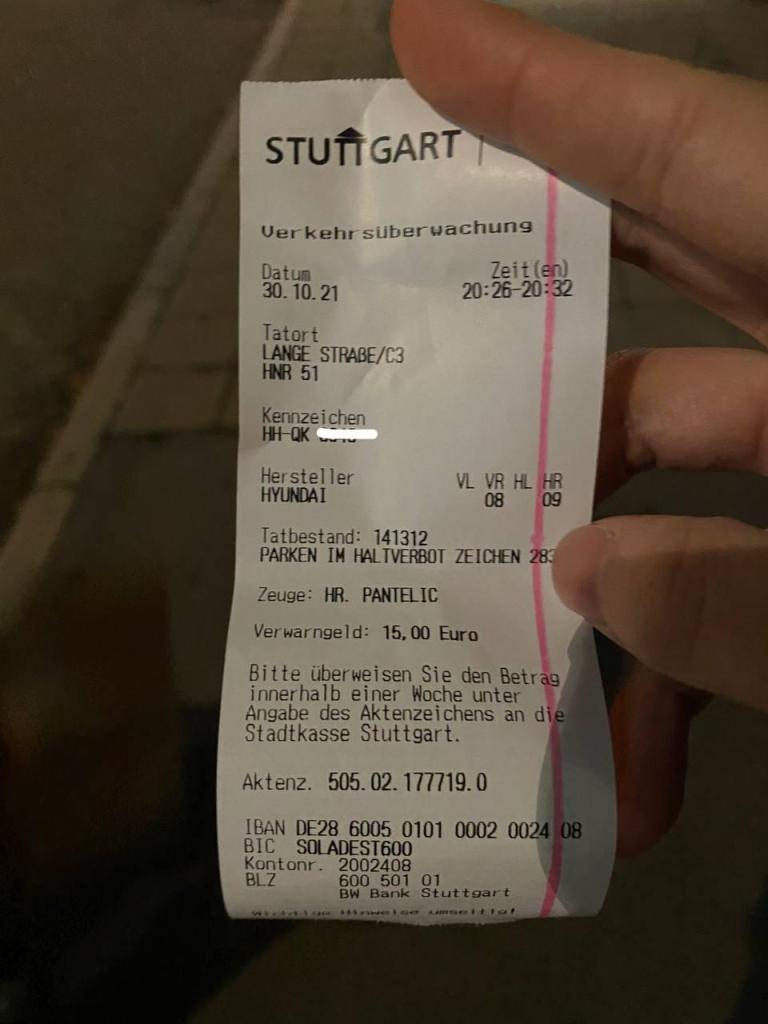 STUTTGART
Verkehrsüberwachung
Datum Zeit(en)
30.10.21 20:26-20:32
Tatort
LANGE STRAßE/C3
HNR 51
Kennzeichen
HH-QK
Hersteller VL VR HL HR
HYUNDAI 08 09
Tatbestand: 141312
PARKEN IM HALTVERBOT ZEICHEN 283
Zeuge: HR. PANTELIC
Verwarngeld: 15,00 Euro
Bitte überweisen Sie den Betrag
innerhalb einer Woche unter
Angabe des Aktenzeichens an die
Stadtkasse Stuttgart.
Aktenz. 505.02.177719.0
IBAN DE28 6005 0101 0002 0024 08
BIC SOLADEST600
Kontonr. 2002408
BLZ 600 501 01
BW Bank Stuttgart
Wichtige Hinweise umseitig!